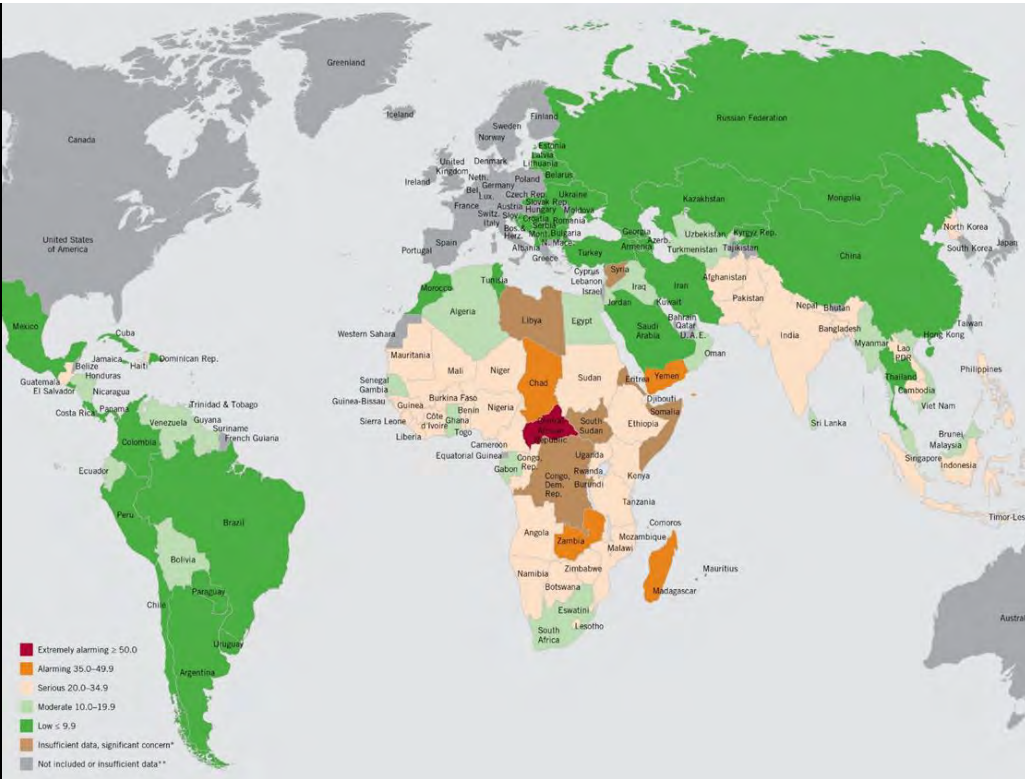 Greenland
Iceland
Canada
United States
of America
Finland
Sweden
Norway
Estonia
Latvia
Lithuania
United
Kingdom
Denmark
Ireland
Neth.
Poland
Belarus
Germany
Bel.
Lux.
Czech Rep.
Ukraine
Slovak Rep.
France
Austria
Hungary
Moldova
Switz.
Slov.
Croatia
Romania
Italy
Bos. &
Herz.
Serbia
Mont.
Bulgaria
N. Mace.
Albania
Portugal
Spain
Greece
Turkey
Russian Federation
Kazakhstan
Mongolia
Georgia
Armenia
Azerb.
Uzbekistan
Kyrgyz Rep.
Turkmenistan
Tajikistan
China
North Korea
South Korea
Japan
Cyprus
Lebanon
Israel
Syria
Iraq
Iran
Afghanistan
Jordan
Kuwait
Pakistan
Nepal
Bhutan
Bahrain
Qatar
U.A.E.
Saudi
Arabia
Oman
Yemen
India
Bangladesh
Myanmar
Lao
PDR
Thailand
Cambodia
Viet Nam
Hong Kong
Taiwan
Philippines
Sri Lanka
Brunei
Malaysia
Singapore
Indonesia
Timor-Les
Austral
Mexico
Cuba
Jamaica
Belize
Haiti
Dominican Rep.
Honduras
Guatemala
El Salvador
Nicaragua
Costa Rica
Panama
Trinidad & Tobago
Venezuela
Guyana
Suriname
French Guiana
Colombia
Ecuador
Peru
Brazil
Bolivia
Paraguay
Chile
Uruguay
Argentina
Morocco
Tunisia
Algeria
Libya
Egypt
Western Sahara
Mauritania
Mali
Niger
Chad
Sudan
Eritrea
Djibouti
Somalia
Senegal
Gambia
Guinea-Bissau
Guinea
Burkina Faso
Benin
Nigeria
Sierra Leone
Côte
d'Ivoire
Ghana
Togo
Liberia
Cameroon
Equatorial Guinea
Central
African
Republic
South
Sudan
Ethiopia
Gabon
Congo,
Rep.
Congo,
Dem.
Rep.
Uganda
Rwanda
Burundi
Kenya
Tanzania
Comoros
Angola
Zambia
Mozambique
Malawi
Mauritius
Namibia
Zimbabwe
Botswana
Madagascar
Eswatini
South
Africa
Lesotho
Extremely alarming ≥ 50.0
Alarming 35.0–49.9
Serious 20.0–34.9
Moderate 10.0–19.9
Low ≤ 9.9
Insufficient data, significant concern*
Not included or insufficient data**